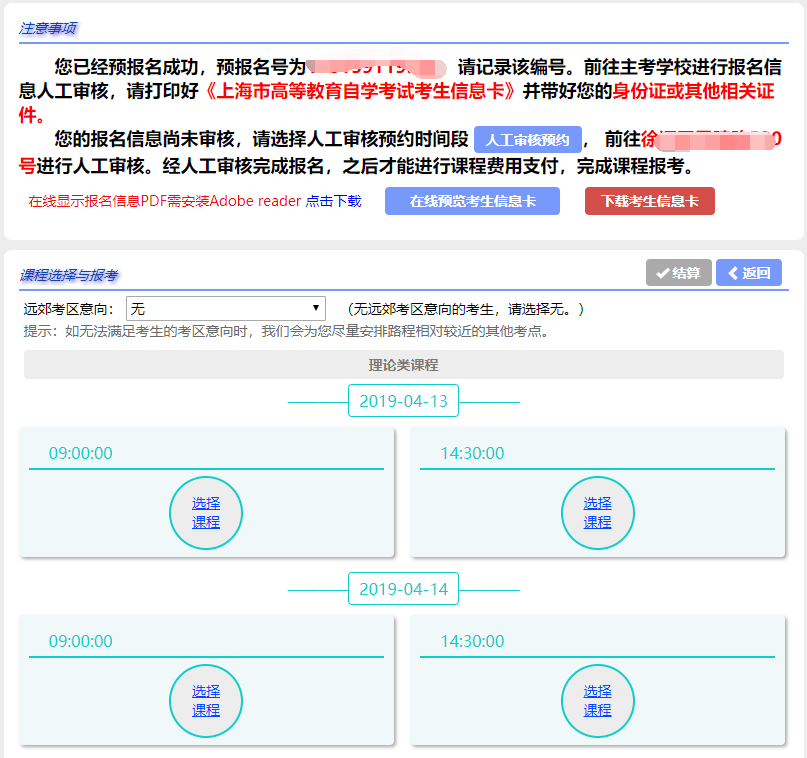 注意事项
您已经预报名成功，预报名号为 请记录该编号。前往主考学校进行报名信
息人工审核，请打印好《上海市高等教育自学考试考生信息卡》并带好您的身份证或其他相关证
件。
您的报名信息尚未审核，请选择人工审核预约时间段 人工审核预约 ， 前往徐
号进行人工审核。经人工审核完成报名，之后才能进行课程费用支付，完成课程报考。
在线显示报名信息PDF需安装Adobe reader 点击下载 在线预览考生信息卡 下载考生信息卡
课程选择与报考 结算 返回
远郊考区意向： 无 （无远郊考区意向的考生，请选择无。）
提示：如无法满足考生的考区意向时，我们会为您尽量安排路程相对较近的其他考点。
理论类课程
2019-04-13
09:00:00 14:30:00
选择 选择
课程 课程
2019-04-14
09:00:00 14:30:00
选择 选择
课程 课程